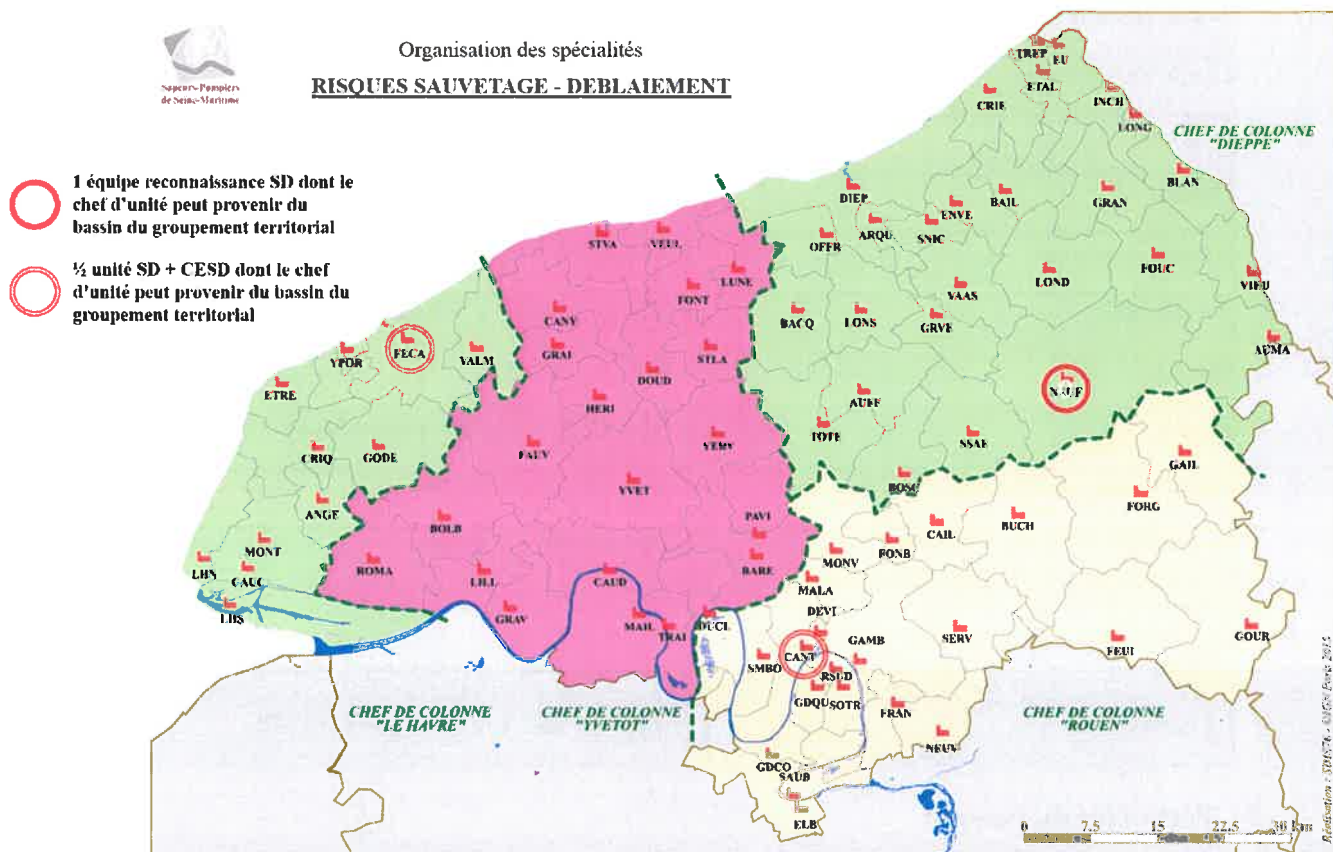 Organisation des spécialités
RISQUES SAUVETAGE - DEBLAIEMENT
Sapeurs-Pompiers
de Seine-Maritime
1 équipe reconnaissance SD dont le
chef d'unité peut provenir du
bassin du groupement territorial
½ unité SD + CESD dont le chef
d'unité peut provenir du bassin du
groupement territorial
CHEF DE COLONNE
"DIEPPE"
TREP
EU
ETAL
CRIE
INCH
LONG
BLAN
DIEP
ENVE
BAIL
GRAN
OFFR
ARQU
SNIC
FOUC
VIEU
LOND
VAAS
BACQ
LONS
GRVE
AUMA
NEUF
AUFF
TOTE
SSAE
BOSC
STVA
VEUL
LUNE
FONT
CANY
GRAI
STLA
DOUD
HERI
FAUV
YERV
YVET
BOLB
PAVI
BARE
ROMA
LILL
CAUD
GRAV
MAIL
TRAI
YPOR
FECA
VALM
ETRE
CRIQ
GODE
ANGE
MONT
LHN
CAUC
LHS
GAIL
FORG
BUCH
CAIL
FONB
MONV
MALA
DEVI
DUCL
CANT
GAMB
SERV
FEUI
GOUR
SMBO
RSUD
GDQU
SOTR
FRAN
NEUV
GDCO
SAUB
ELB
CHEF DE COLONNE
"LE HAVRE"
CHEF DE COLONNE
"YVETOT"
CHEF DE COLONNE
"ROUEN"
0 7.5 15 22.5 30 km